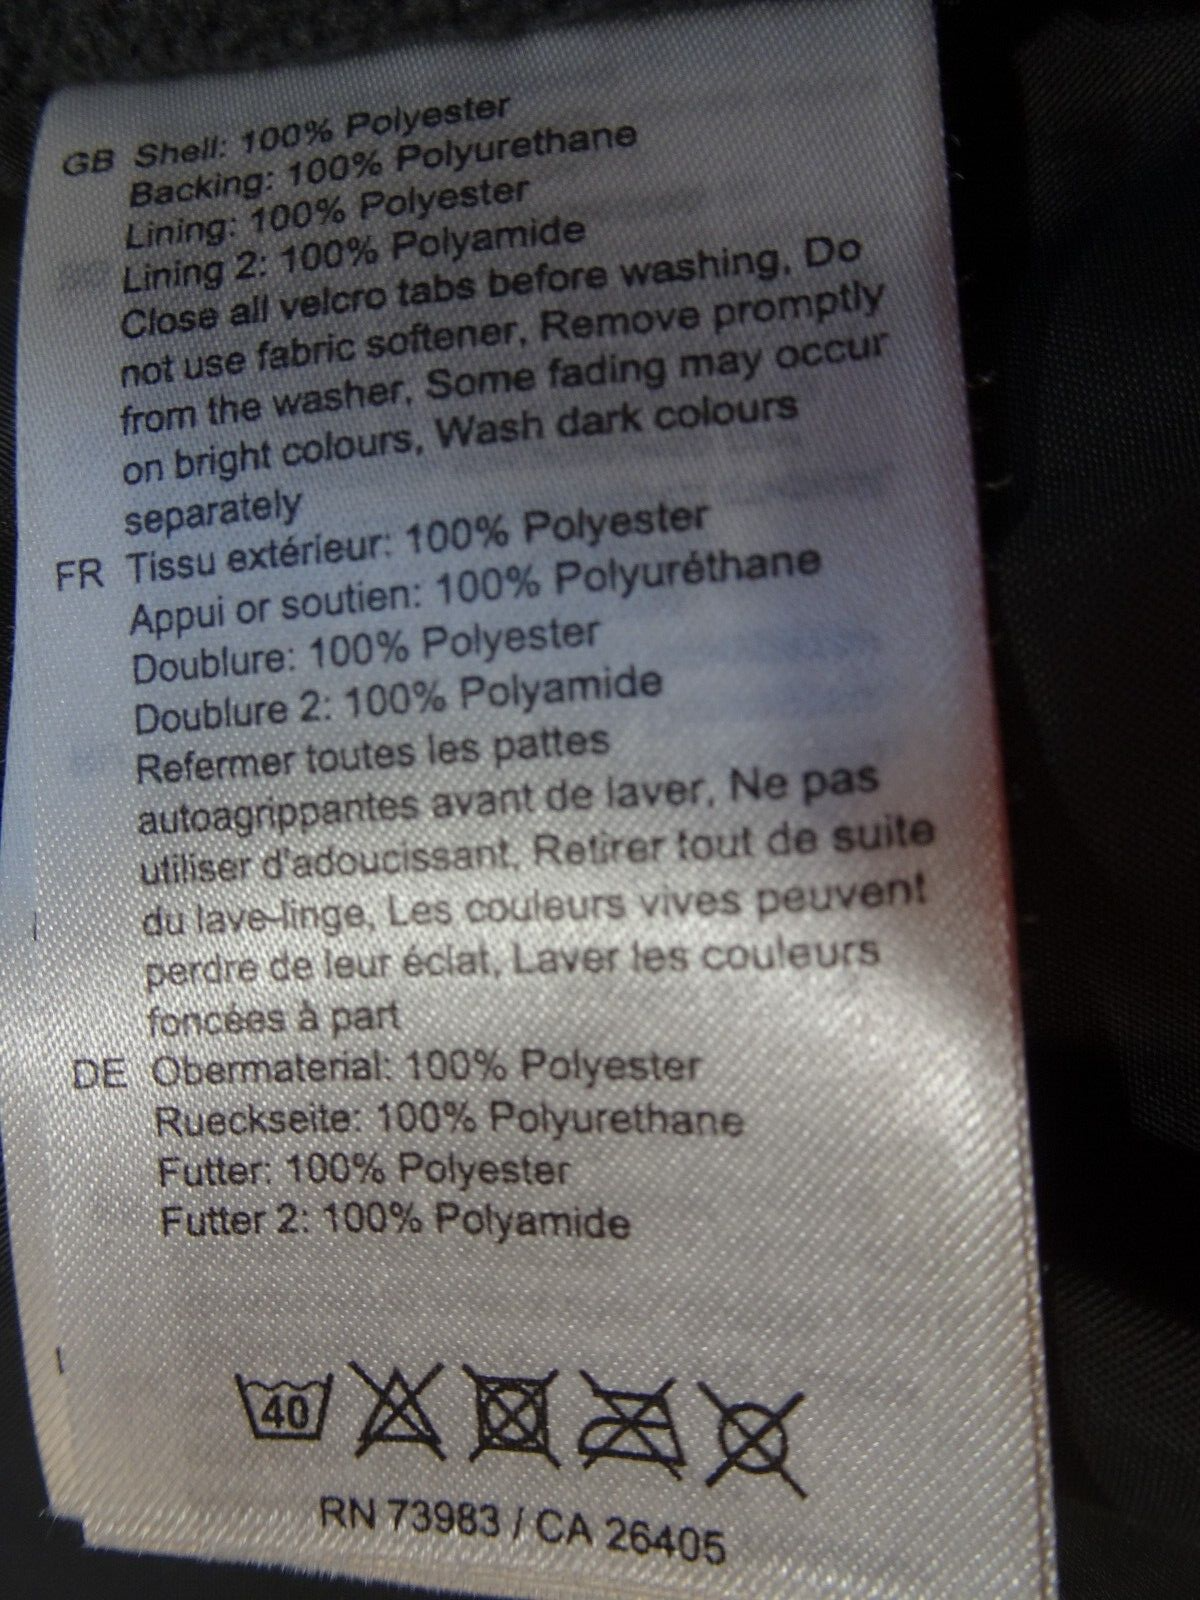 GB Shell: 100% Polyester
Backing: 100% Polyurethane
Lining: 100% Polyester
Lining 2: 100% Polyamide
Close all velcro tabs before washing, Do
not use fabric softener, Remove promptly
from the washer, Some fading may occur
on bright colours, Wash dark colours
separately
FR Tissu extérieur: 100% Polyester
Appui or soutien: 100% Polyuréthane
Doublure: 100% Polyester
Doublure 2: 100% Polyamide
Refermer toutes les pattes
autoagrippantes avant de laver, Ne pas
utiliser d'adoucissant, Retirer tout de suite
du lave-linge, Les couleurs vives peuvent
perdre de leur éclat, Laver les couleurs
foncées à part
DE Obermaterial: 100% Polyester
Rueckseite: 100% Polyurethane
Futter: 100% Polyester
Futter 2: 100% Polyamide
40
RN 73983 / CA 26405